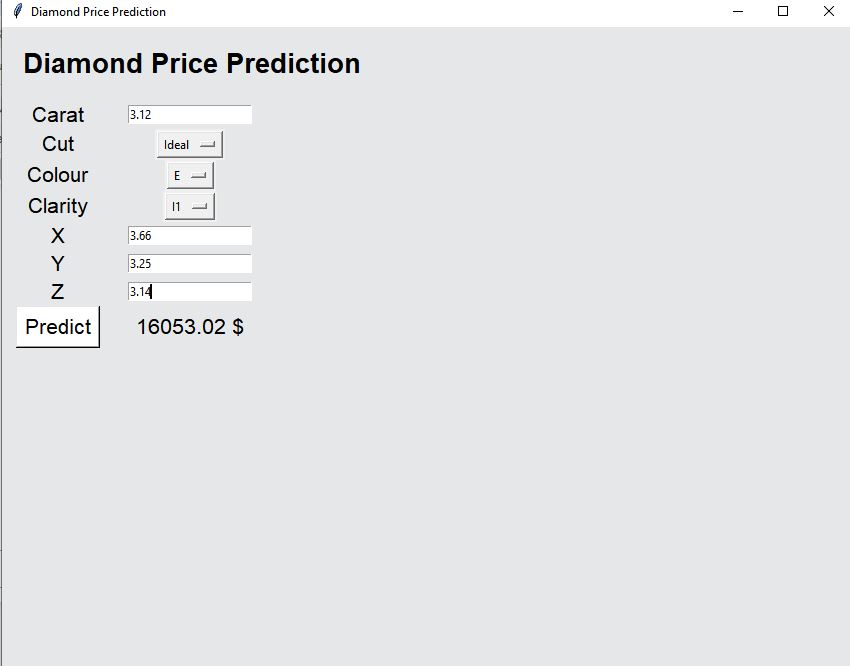 Diamond Price Prediction
Diamond Price Prediction
Carat 3.12
Cut Ideal
Colour E
Clarity I1
X 3.66
Y 3.25
Z 3.14
Predict 16053.02 $